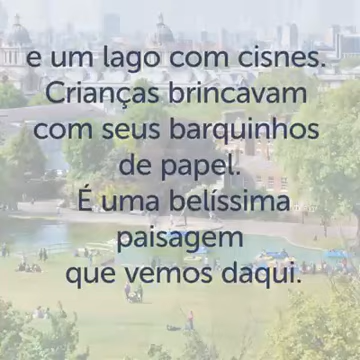 e um lago com cisnes.
Crianças brincavam
com seus barquinhos
de papel.
É uma belíssima
paisagem
que vemos daqui.